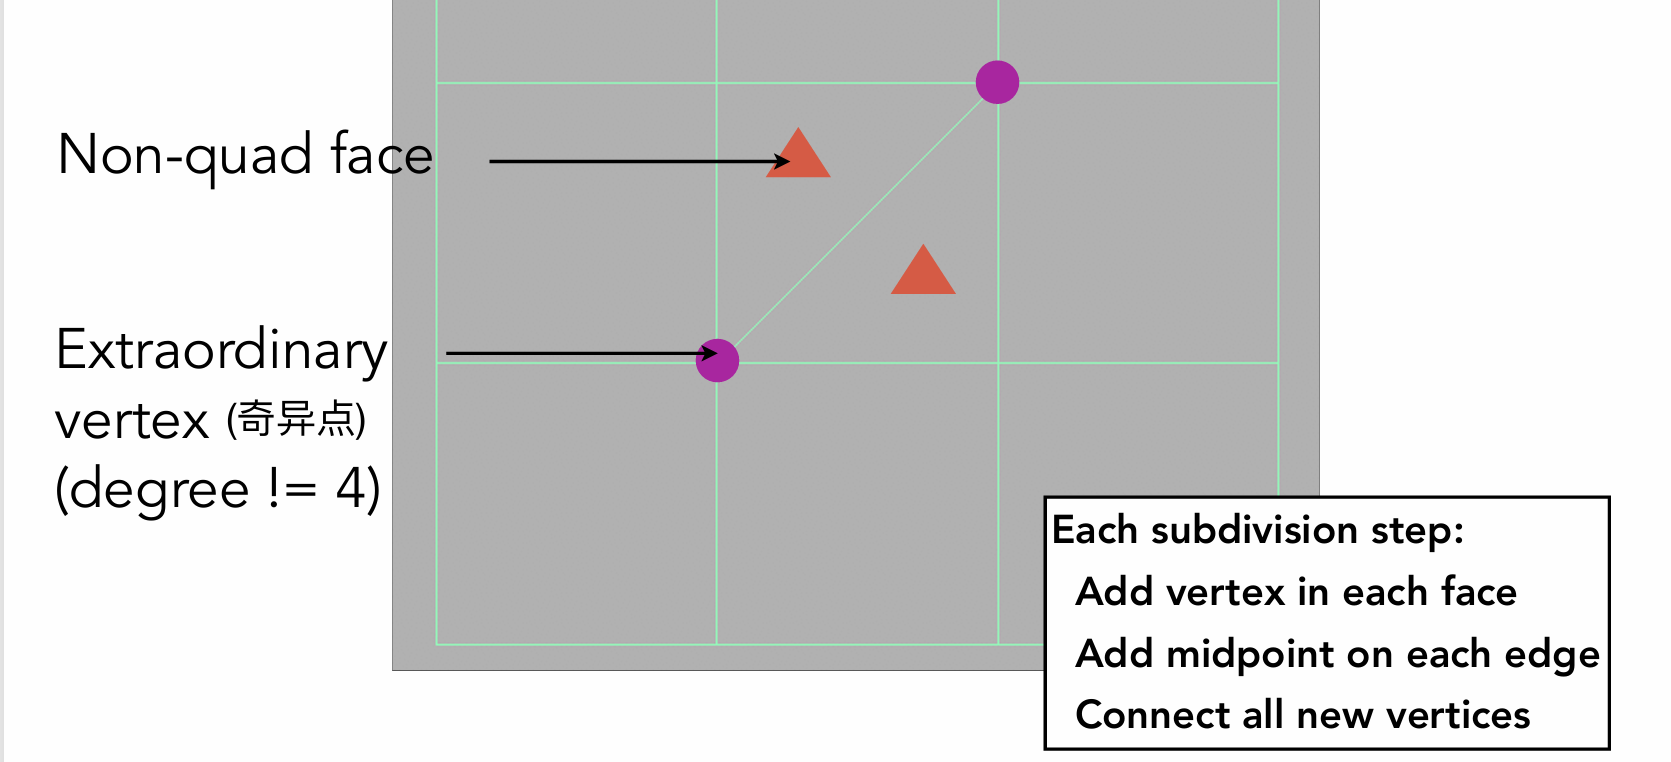 Non-quad face
Extraordinary
vertex (奇异点)
(degree != 4)
Each subdivision step:
Add vertex in each face
Add midpoint on each edge
Connect all new vertices